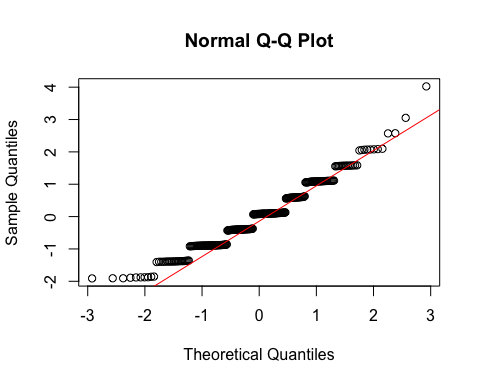 Normal Q-Q Plot
Sample Quantiles
4
3
2
1
0
-1
-2
-3 -2 -1 0 1 2 3
Theoretical Quantiles